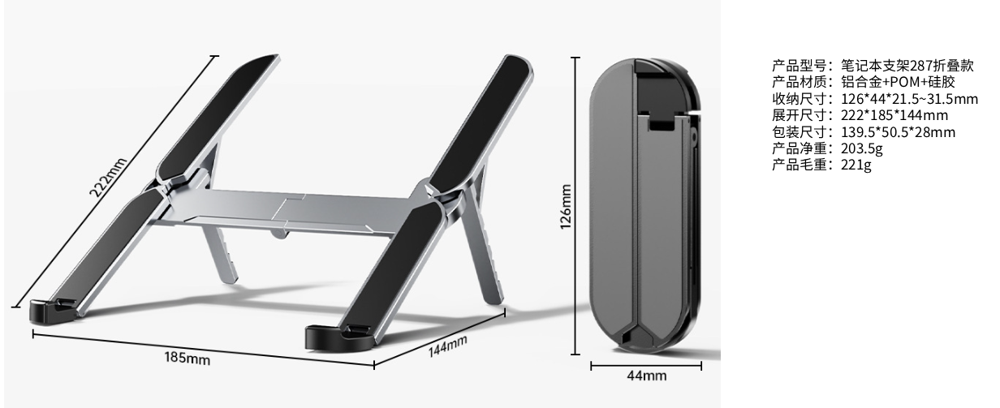 222mm
185mm
144mm
126mm
44mm
产品型号：笔记本支架287折叠款
产品材质：铝合金+POM+硅胶
收纳尺寸：126*44*21.5~31.5mm
展开尺寸：222*185*144mm
包装尺寸：139.5*50.5*28mm
产品净重：203.5g
产品毛重：221g